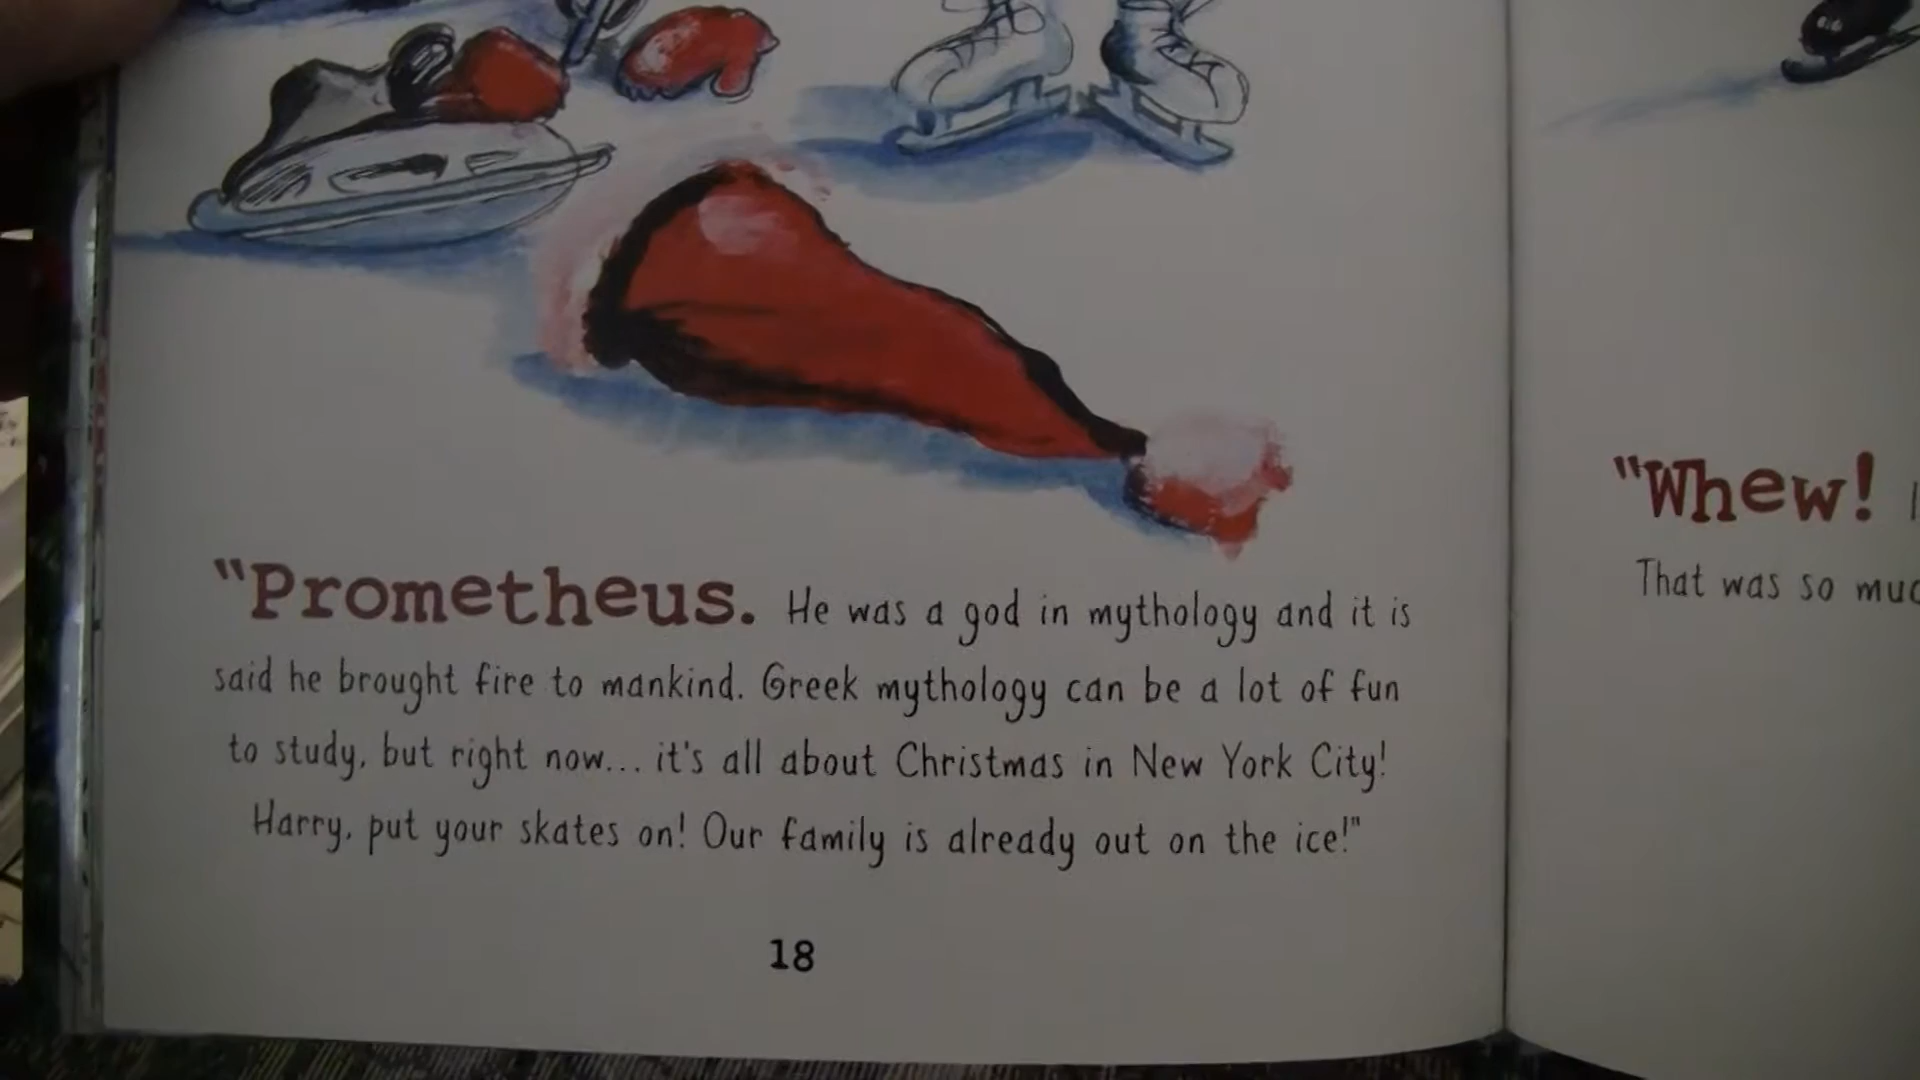 "Prometheus. He was a god in mythology and it is
said he brought fire to mankind. Greek mythology can be a lot of fun
to study, but right now... it's all about Christmas in New York City!
Harry, put your skates on! Our family is already out on the ice!"
18
"Whew!
That was so